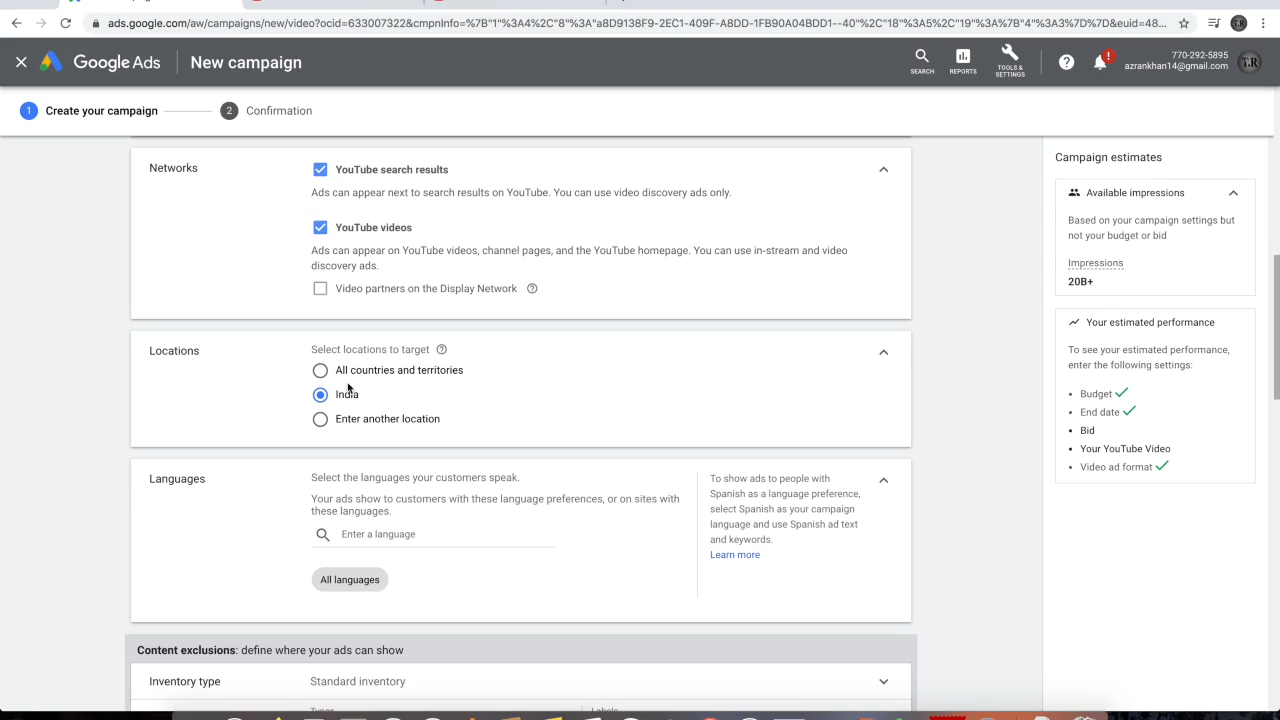 ads.google.com/aw/campaigns/new/video?ocid=633007322&cmpnInfo=%7B"1"%3A4%2C"8"%3A"a8D9138F9-2EC1-409F-A8DD-1FB90A04BDD1--40"%2C"18"%3A5%2C"19"%3A%7B"4"%3A3%7D%7D&euid=48...
Google Ads
New campaign
SEARCH
REPORTS
TOOLS &
SETTINGS
!
770-292-5895
azrankhan14@gmail.com
T.R
1 Create your campaign
2 Confirmation
Networks
YouTube search results
Ads can appear next to search results on YouTube. You can use video discovery ads only.
YouTube videos
Ads can appear on YouTube videos, channel pages, and the YouTube homepage. You can use in-stream and video
discovery ads.
Video partners on the Display Network
Locations
Select locations to target
All countries and territories
India
Enter another location
Languages
Select the languages your customers speak.
Your ads show to customers with these language preferences, or on sites with
these languages.
Enter a language
All languages
To show ads to people with
Spanish as a language preference,
select Spanish as your campaign
language and use Spanish ad text
and keywords.
Learn more
Content exclusions: define where your ads can show
Inventory type
Standard inventory
Campaign estimates
Available impressions
Based on your campaign settings but
not your budget or bid
Impressions
20B+
Your estimated performance
To see your estimated performance,
enter the following settings:
• Budget
• End date
• Bid
• Your YouTube Video
• Video ad format